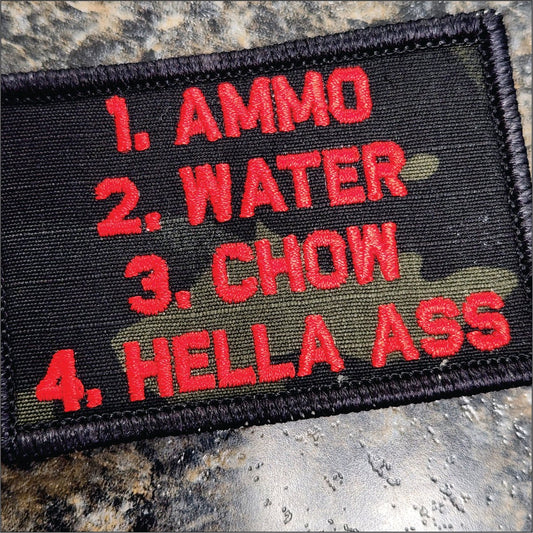 1. AMMO
2. WATER
3. CHOW
4. HELLA ASS